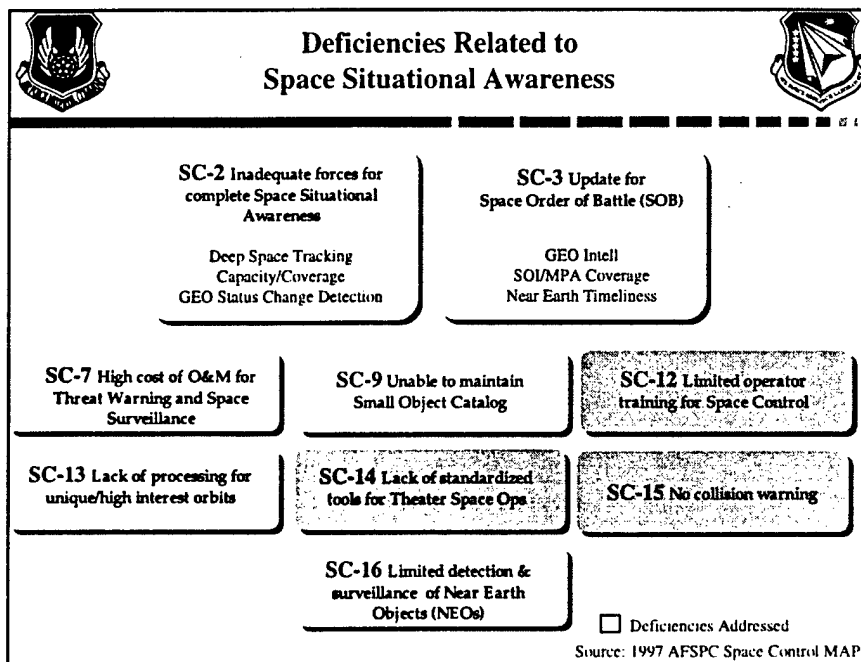 Deficiencies Related to
Space Situational Awareness
SC-2 Inadequate forces for
complete Space Situational
Awareness
Deep Space Tracking
Capacity/Coverage
GEO Status Change Detection
SC-3 Update for
Space Order of Battle (SOB)
GEO Intell
SOI/MPA Coverage
Near Earth Timeliness
SC-7 High cost of O&M for
Threat Warning and Space
Surveillance
SC-9 Unable to maintain
Small Object Catalog
SC-12 Limited operator
training for Space Control
SC-13 Lack of processing for
unique/high interest orbits
SC-14 Lack of standardized
tools for Theater Space Ops
SC-15 No collision warning
SC-16 Limited detection &
surveillance of Near Earth
Objects (NEOs)
Deficiencies Addressed
Source: 1997 AFSPC Space Control MAP